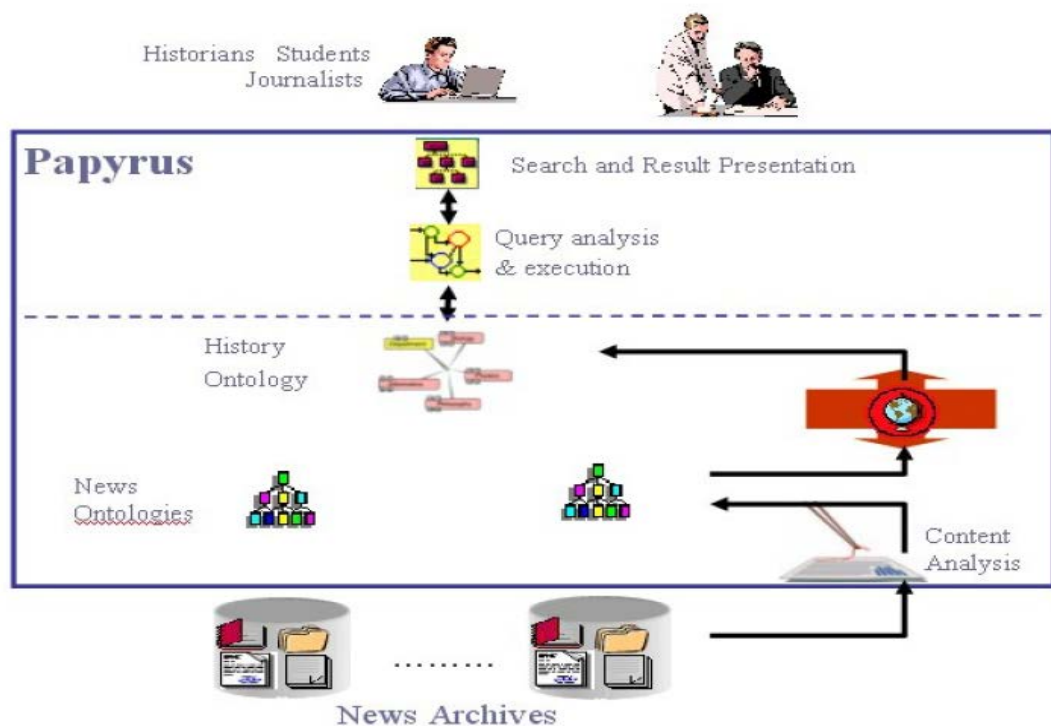 Historians Students
Journalists
Papyrus
Search and Result Presentation
Query analysis
& execution
History
Ontology
News
Ontologies
Content
Analysis
..........
News Archives